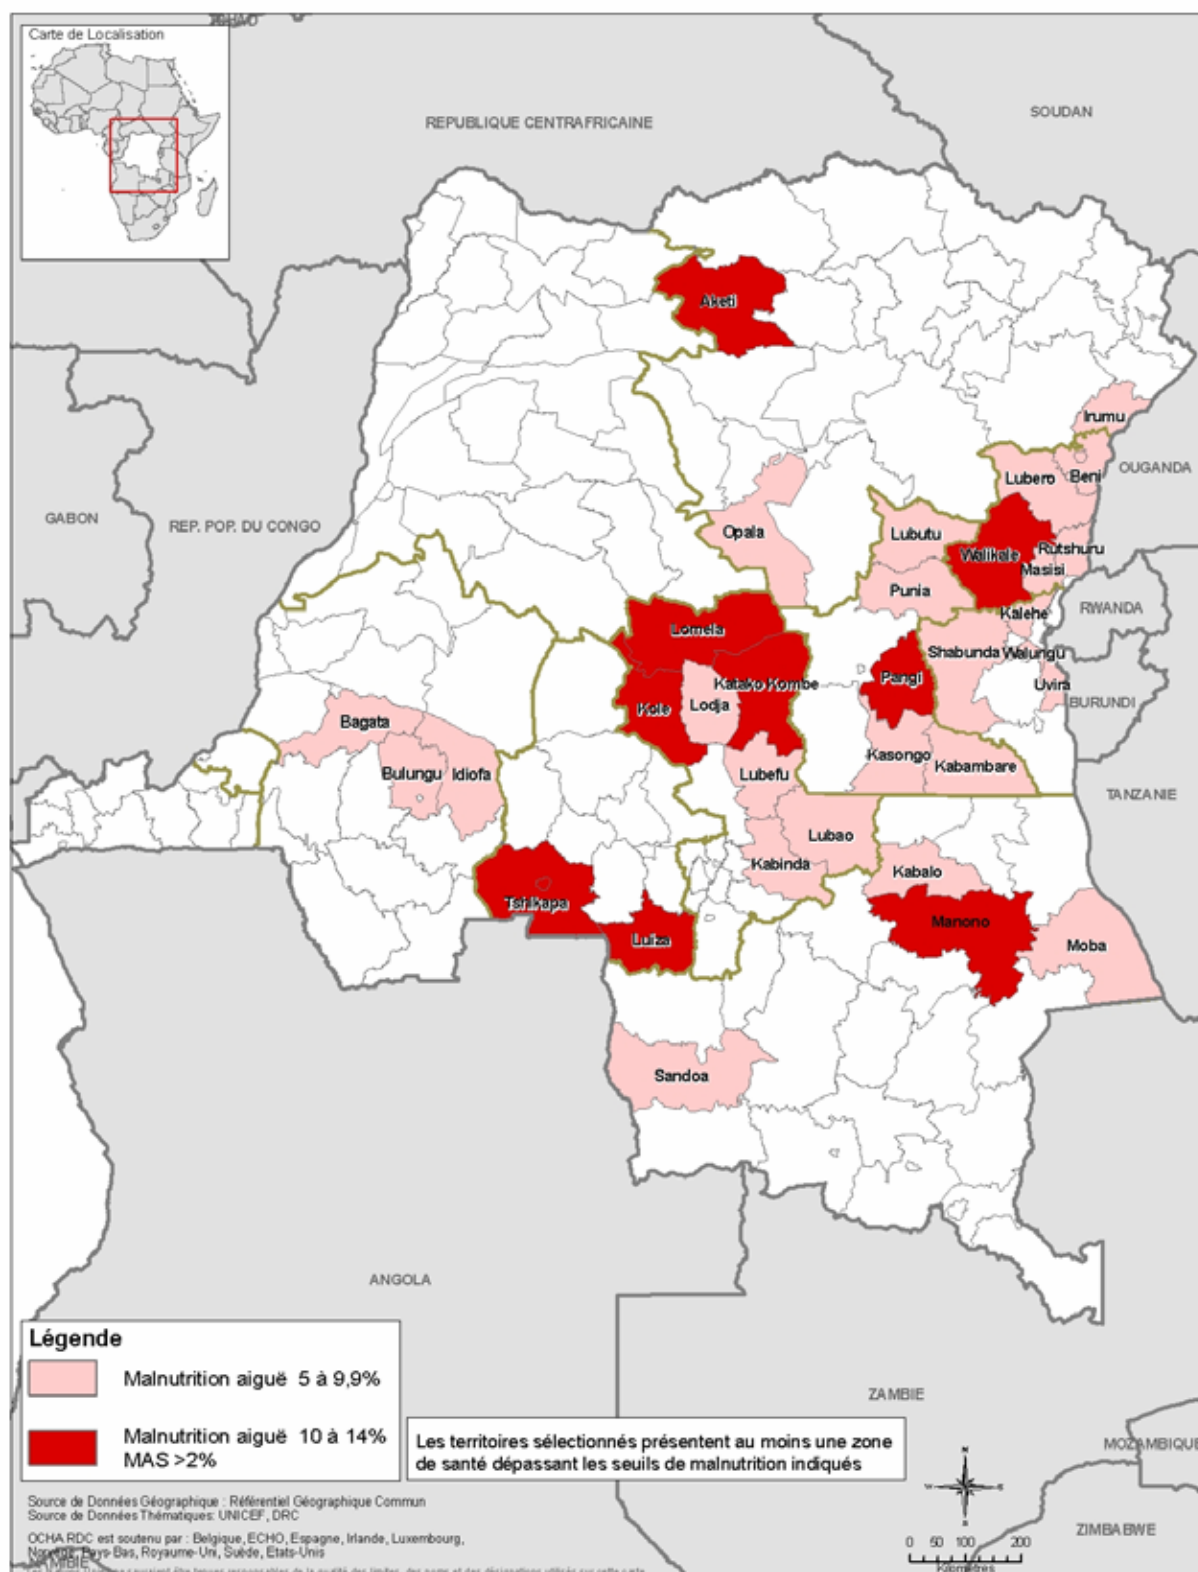 Carte de Localisation
REPUBLIQUE CENTRAFRICAINE
SOUDAN
Aketi
Irumu
OUGANDA
Lubero
Beni
GABON
REP. POP. DU CONGO
Opala
Lubutu
Walikale
Rutshuru
Masisi
Punia
Kalehe
RWANDA
Lomela
Shabunda
Walungu
Katako Kombe
Pangi
Uvira
BURUNDI
Kole
Lodja
Bagata
Bulungu
Idiofa
Lubefu
Kasongo
Kabambare
TANZANIE
Lubao
Kabinda
Kabalo
Tshikapa
Luiza
Manono
Moba
Sandoa
ANGOLA
ZAMBIE
MOZAMBIQUE
ZIMBABWE
Légende
Malnutrition aiguë 5 à 9,9%
Malnutrition aiguë 10 à 14%
MAS >2%
Les territoires sélectionnés présentent au moins une zone
de santé dépassant les seuils de malnutrition indiqués
Source de Données Géographique : Référentiel Géographique Commun
Source de Données Thématiques: UNICEF, DRC
OCHA RDC est soutenu par : Belgique, ECHO, Espagne, Irlande, Luxembourg,
Norvège, Pays-Bas, Royaume-Uni, Suède, Etats-Unis
NAMIBIE
N
W
E
S
0 50 100 200
Kilomètres